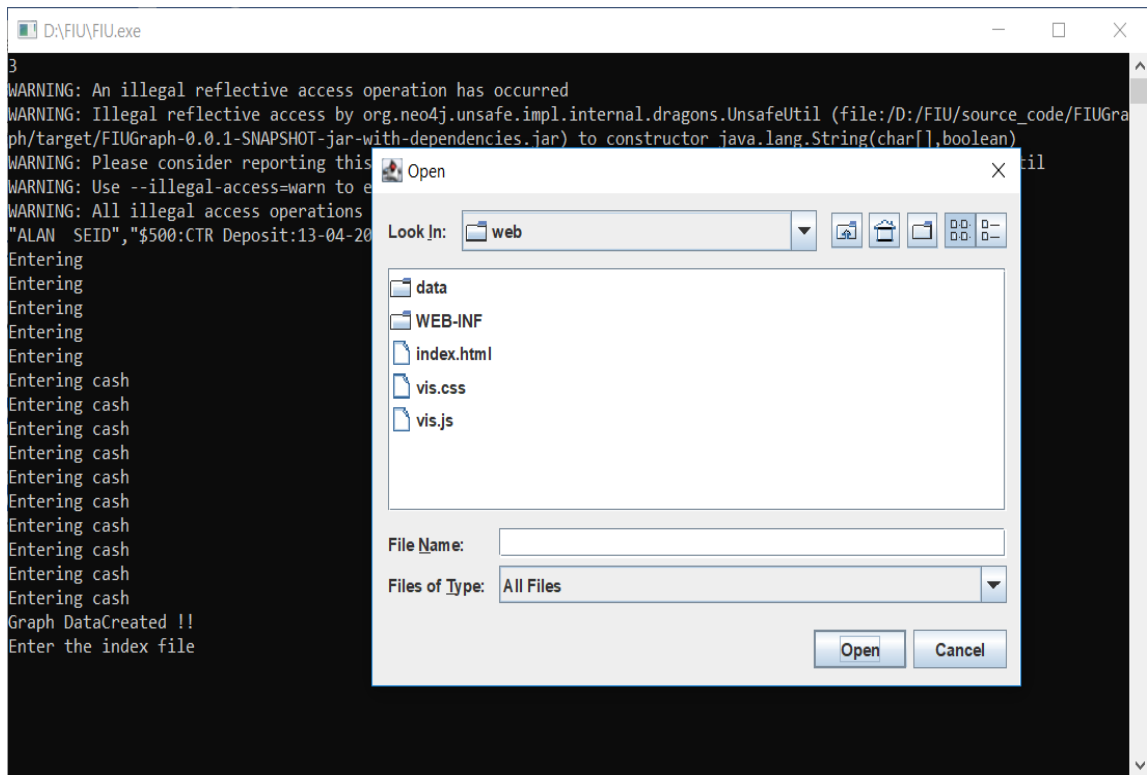 D:\FIU\FIU.exe
3
WARNING: An illegal reflective access operation has occurred
WARNING: Illegal reflective access by org.neo4j.unsafe.impl.internal.dragons.UnsafeUtil (file:/D:/FIU/source_code/FIUGra
ph/target/FIUGraph-0.0.1-SNAPSHOT-jar-with-dependencies.jar) to constructor java.lang.String(char[],boolean)
WARNING: Please consider reporting this til
WARNING: Use --illegal-access=warn to e
WARNING: All illegal access operations
"ALAN  SEID","$500:CTR Deposit:13-04-20
Entering
Entering
Entering
Entering
Entering
Entering cash
Entering cash
Entering cash
Entering cash
Entering cash
Entering cash
Entering cash
Entering cash
Entering cash
Entering cash
Graph DataCreated !!
Enter the index file
Open
Look In: web
data
WEB-INF
index.html
vis.css
vis.js
File Name:
Files of Type: All Files
Open Cancel